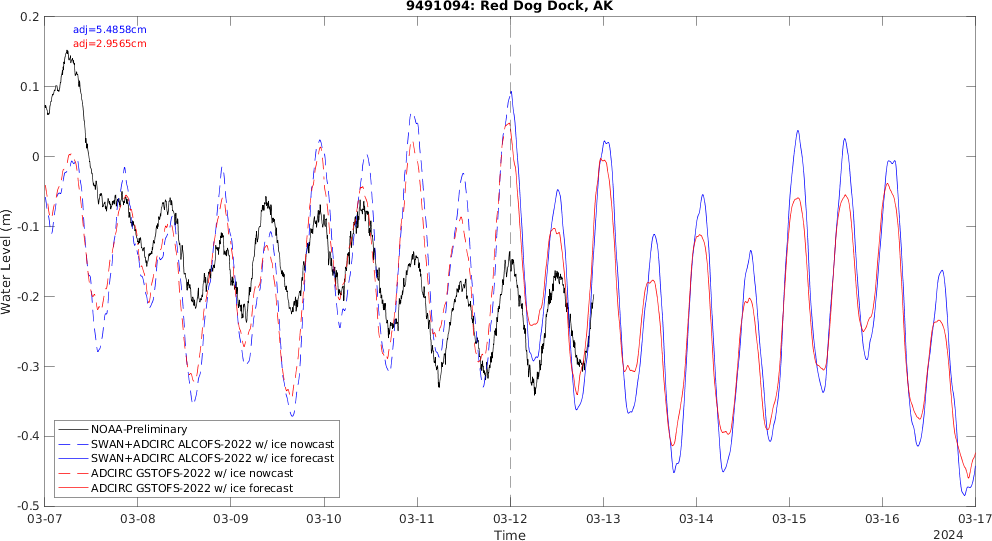 9491094: Red Dog Dock, AK
adj=5.4858cm
adj=2.9565cm
Water Level (m)
0.2
0.1
0
-0.1
-0.2
-0.3
-0.4
-0.5
NOAA-Preliminary
SWAN+ADCIRC ALCOFS-2022 w/ ice nowcast
SWAN+ADCIRC ALCOFS-2022 w/ ice forecast
ADCIRC GSTOFS-2022 w/ ice nowcast
ADCIRC GSTOFS-2022 w/ ice forecast
03-07 03-08 03-09 03-10 03-11 03-12 03-13 03-14 03-15 03-16 03-17
Time
2024